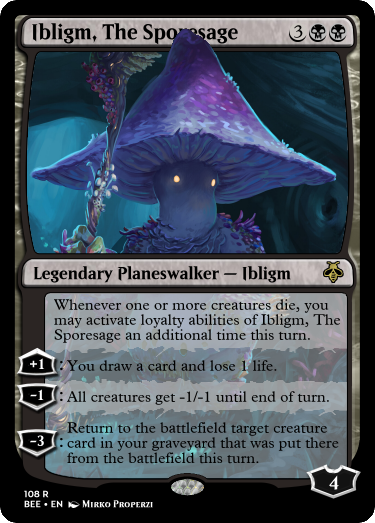 Ibligm, The Sporesage 3
Legendary Planeswalker — Ibligm
Whenever one or more creatures die, you
may activate loyalty abilities of Ibligm, The
Sporesage an additional time this turn.
+1 : You draw a card and lose 1 life.
-1 : All creatures get -1/-1 until end of turn.
Return to the battlefield target creature
-3 : card in your graveyard that was put there
from the battlefield this turn.
4
108 R
BEE • EN Mirko Properzi